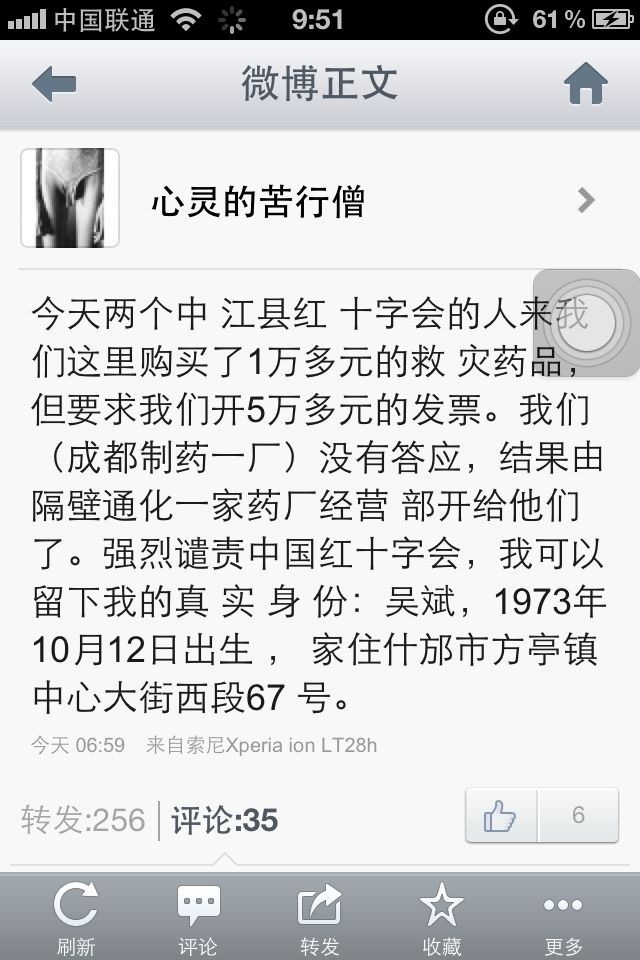 中国联通 9:51 61%
微博正文
心灵的苦行僧
今天两个中 江县红 十字会的人来我
们这里购买了1万多元的救 灾药品，
但要求我们开5万多元的发票。我们
（成都制药一厂）没有答应，结果由
隔壁通化一家药厂经营 部开给他们
了。强烈谴责中国红十字会，我可以
留下我的真 实 身 份：吴斌，1973年
10月12日出生 ， 家住什邡市方亭镇
中心大街西段67 号。
今天 06:59 来自索尼Xperia ion LT28h
转发:256 评论:35 6
刷新 评论 转发 收藏 更多